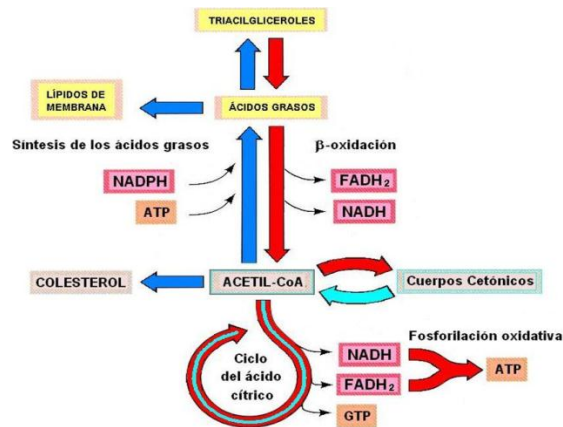 TRIACILGLICEROLES
LÍPIDOS DE
MEMBRANA
ÁCIDOS GRASOS
Síntesis de los ácidos grasos
β-oxidación
NADPH
FADH₂
ATP
NADH
COLESTEROL
ACETIL-CoA
Cuerpos Cetónicos
Ciclo
del ácido
cítrico
Fosforilación oxidativa
NADH
FADH₂
ATP
GTP